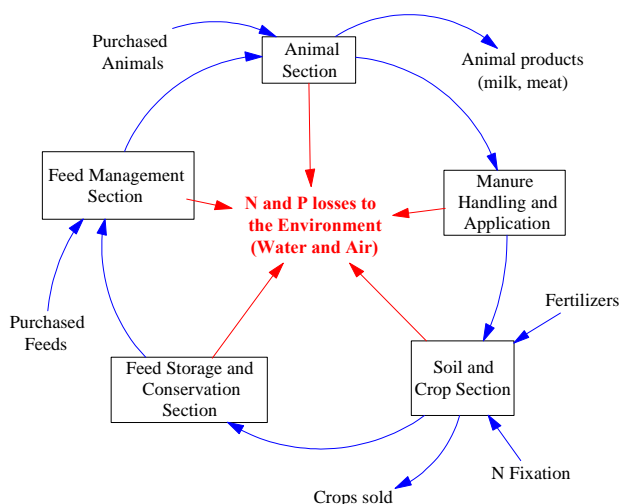 Purchased
Animals
Animal
Section
Animal products
(milk, meat)
Feed Management
Section
N and P losses to
the Environment
(Water and Air)
Manure
Handling and
Application
Purchased
Feeds
Fertilizers
Feed Storage and
Conservation
Section
Soil and
Crop Section
N Fixation
Crops sold